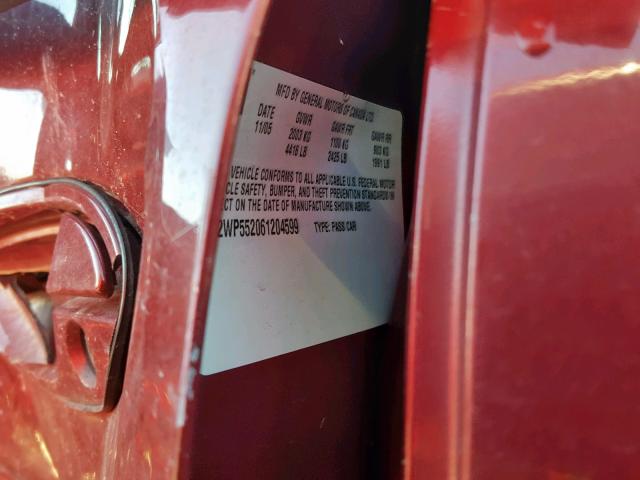 MFD BY GENERAL MOTORS OF CANADA LTD.
DATE GVWR GAWR FRT GAWR RR
11/05 2003 KG 1100 KG 903 KG
4416 LB 2425 LB 1991 LB
VEHICLE CONFORMS TO ALL APPLICABLE U.S. FEDERAL MOTOR
CLE SAFETY, BUMPER, AND THEFT PREVENTION STANDARDS IN
CT ON THE DATE OF MANUFACTURE SHOWN ABOVE.
2WP552061204599 TYPE: PASS CAR